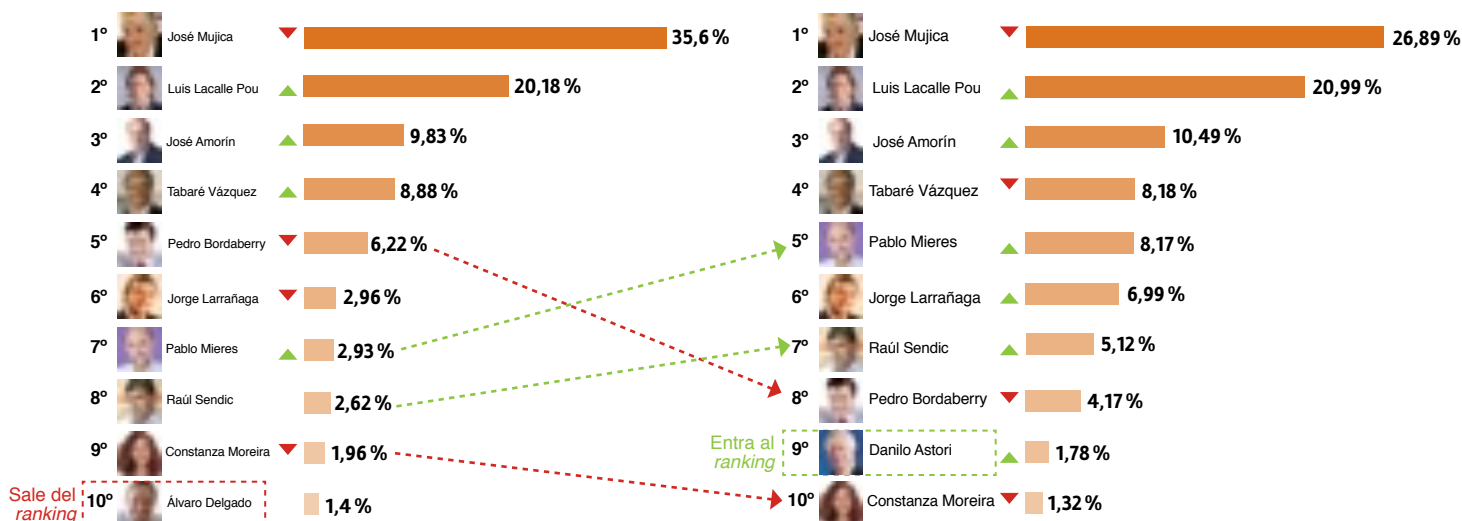 1º José Mujica 35,6 %
2º Luis Lacalle Pou 20,18 %
3º José Amorín 9,83 %
4º Tabaré Vázquez 8,88 %
5º Pedro Bordaberry 6,22 %
6º Jorge Larrañaga 2,96 %
7º Pablo Mieres 2,93 %
8º Raúl Sendic 2,62 %
9º Constanza Moreira 1,96 %
Sale del
ranking
10º Álvaro Delgado 1,4 %
1º José Mujica 26,89 %
2º Luis Lacalle Pou 20,99 %
3º José Amorín 10,49 %
4º Tabaré Vázquez 8,18 %
5º Pablo Mieres 8,17 %
6º Jorge Larrañaga 6,99 %
7º Raúl Sendic 5,12 %
8º Pedro Bordaberry 4,17 %
Entra al
ranking
9º Danilo Astori 1,78 %
10º Constanza Moreira 1,32 %